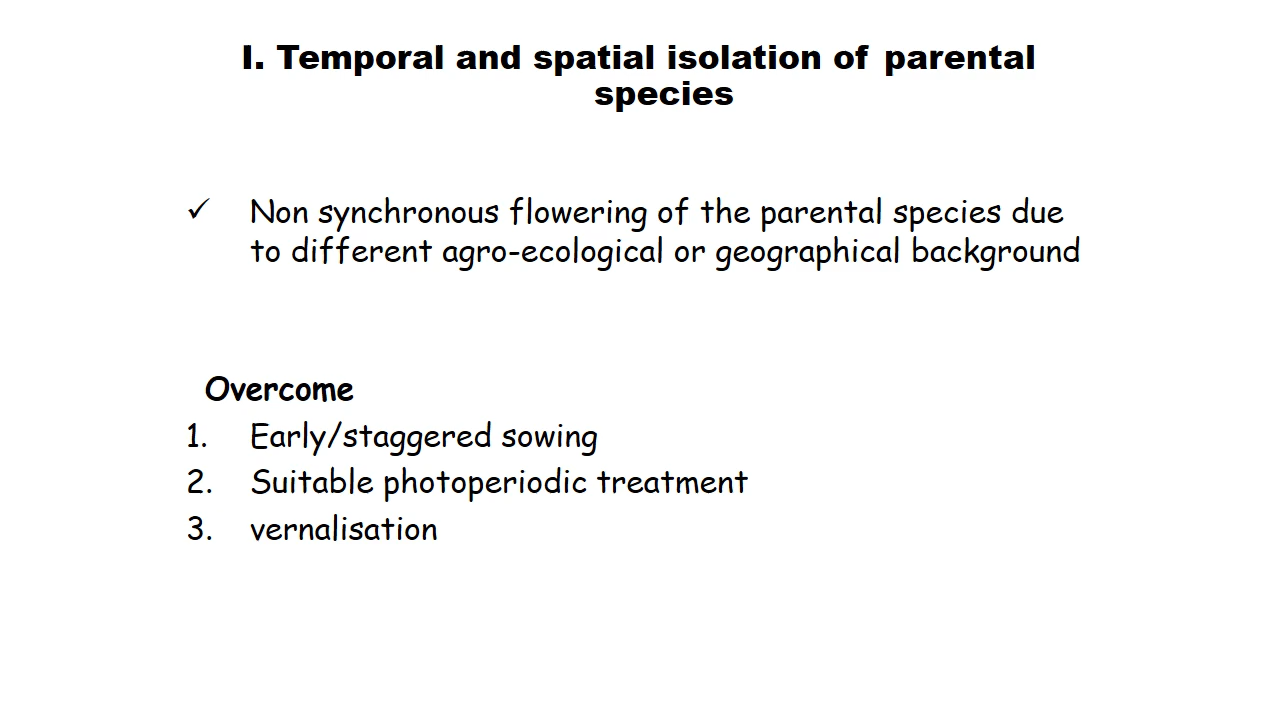 I. Temporal and spatial isolation of parental
species
✓ Non synchronous flowering of the parental species due
to different agro-ecological or geographical background
Overcome
1. Early/staggered sowing
2. Suitable photoperiodic treatment
3. vernalisation